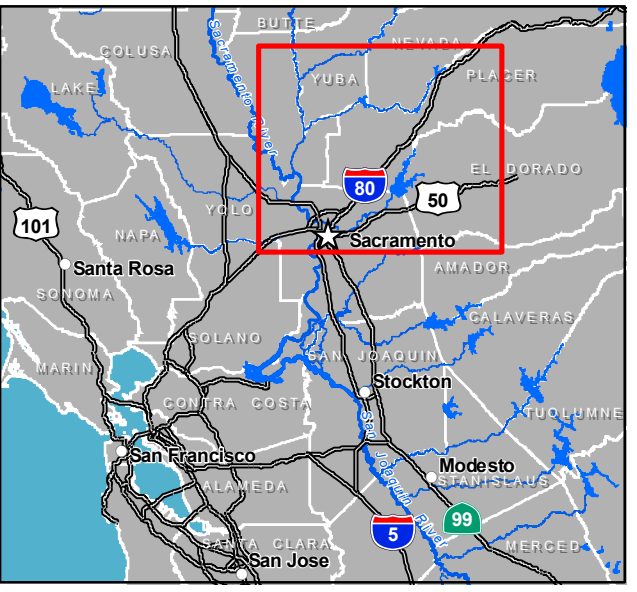 BUTTE
NEVADA
COLUSA
Sacramento River
YUBA
PLACER
LAKE
EL DORADO
80
50
YOLO
101
NAPA
Sacramento
Santa Rosa
AMADOR
SONOMA
CALAVERAS
SOLANO
SAN JOAQUIN
MARIN
Stockton
CONTRA COSTA
TUOLUMNE
San Joaquin River
San Francisco
Modesto
STANISLAUS
ALAMEDA
99
5
SANTA CLARA
MERCED
San Jose